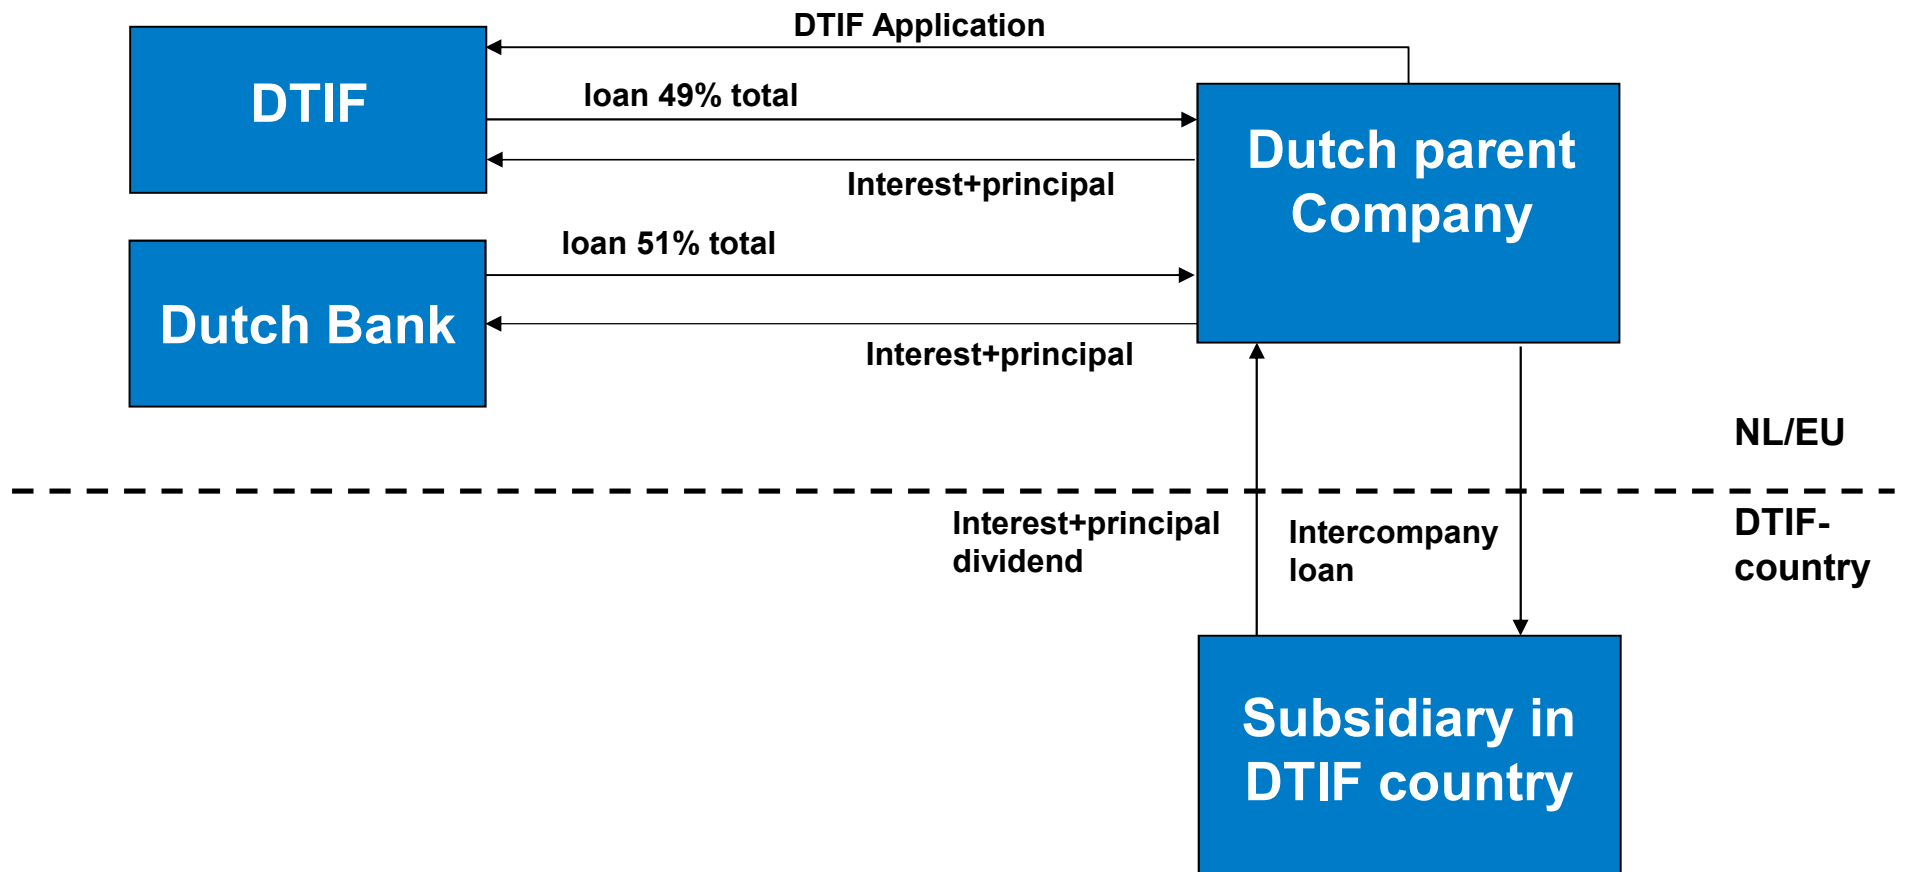 DTIF Application
DTIF
loan 49% total
Dutch parent
Company
Interest+principal
loan 51% total
Dutch Bank
Interest+principal
NL/EU
Interest+principal
dividend
Intercompany
loan
DTIF-
country
Subsidiary in
DTIF country